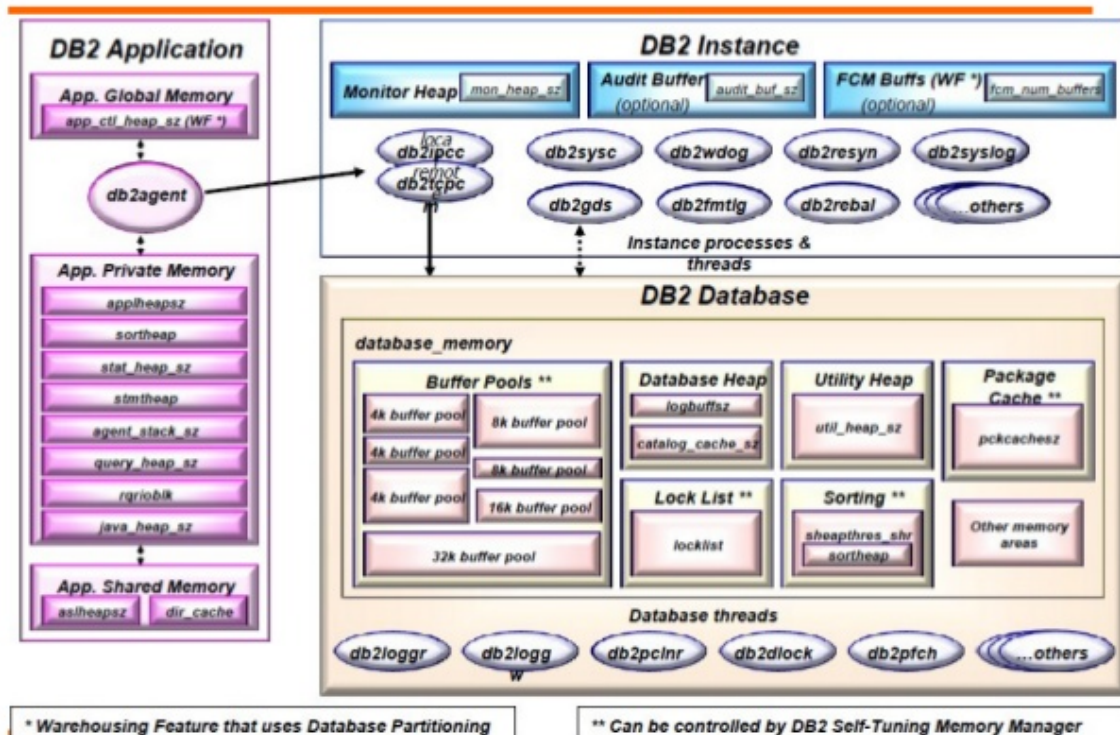 DB2 Application
App. Global Memory
app_ctl_heap_sz (WF *)
db2agent
App. Private Memory
applheapsz
sortheap
stat_heap_sz
stmtheap
agent_stack_sz
query_heap_sz
rqrioblk
java_heap_sz
App. Shared Memory
aslheapsz
dir_cache
DB2 Instance
Monitor Heap
mon_heap_sz
Audit Buffer
(optional)
audit_buf_sz
FCM Buffs (WF *)
(optional)
fcm_num_buffers
loca
db2ipcc
remot
db2tcpc
m
db2sysc
db2wdog
db2resyn
db2syslog
db2gds
db2fmtlg
db2rebal
...others
Instance processes &
threads
DB2 Database
database_memory
Buffer Pools **
4k buffer pool
8k buffer pool
4k buffer pool
8k buffer pool
4k buffer pool
16k buffer pool
32k buffer pool
Database Heap
logbuffsz
catalog_cache_sz
Utility Heap
util_heap_sz
Package
Cache **
pckcachesz
Lock List **
locklist
Sorting **
sheapthres_shr
sortheap
Other memory
areas
Database threads
db2loggr
db2logg
w
db2pclnr
db2dlock
db2pfch
...others
* Warehousing Feature that uses Database Partitioning
** Can be controlled by DB2 Self-Tuning Memory Manager